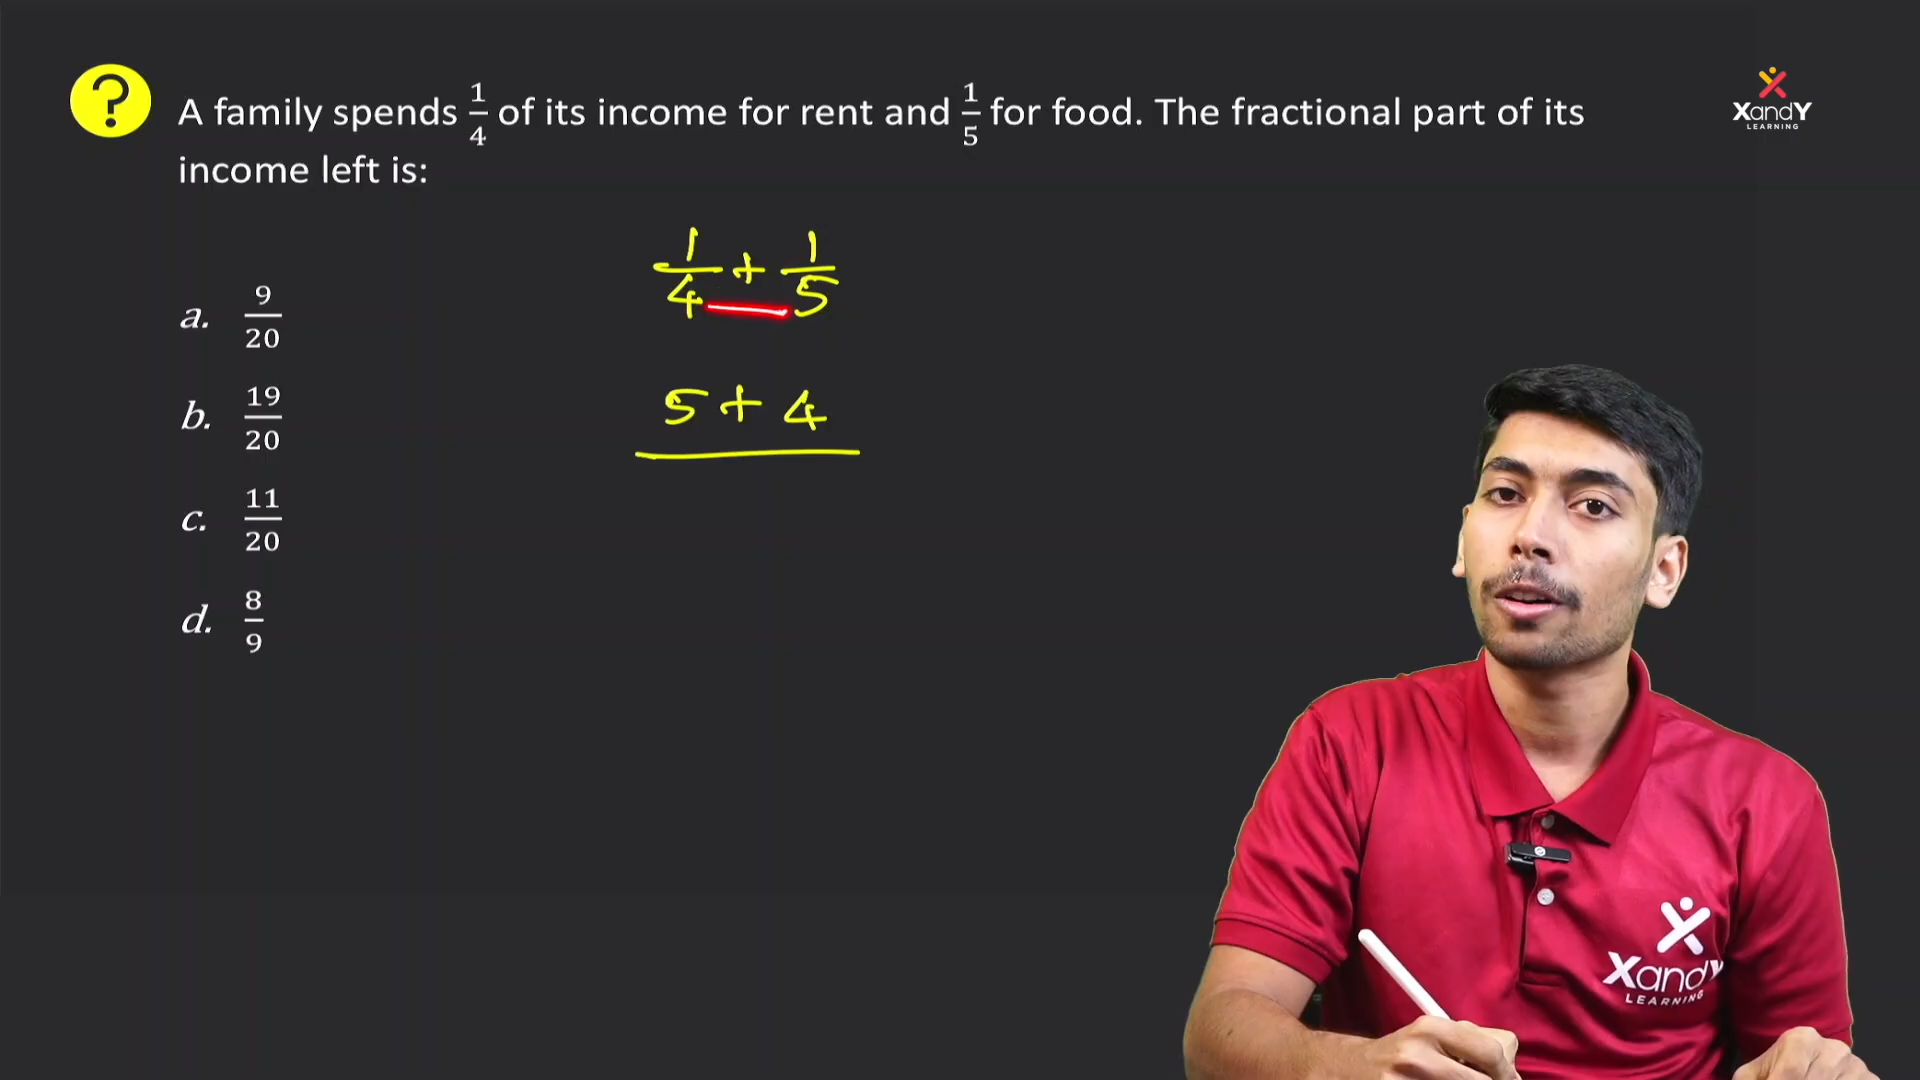 ?
A family spends 1/4 of its income for rent and 1/5 for food. The fractional part of its
income left is:
XandY
LEARNING
1/4 + 1/5
5 + 4
a. 9/20
b. 19/20
c. 11/20
d. 8/9
XandY
LEARNING